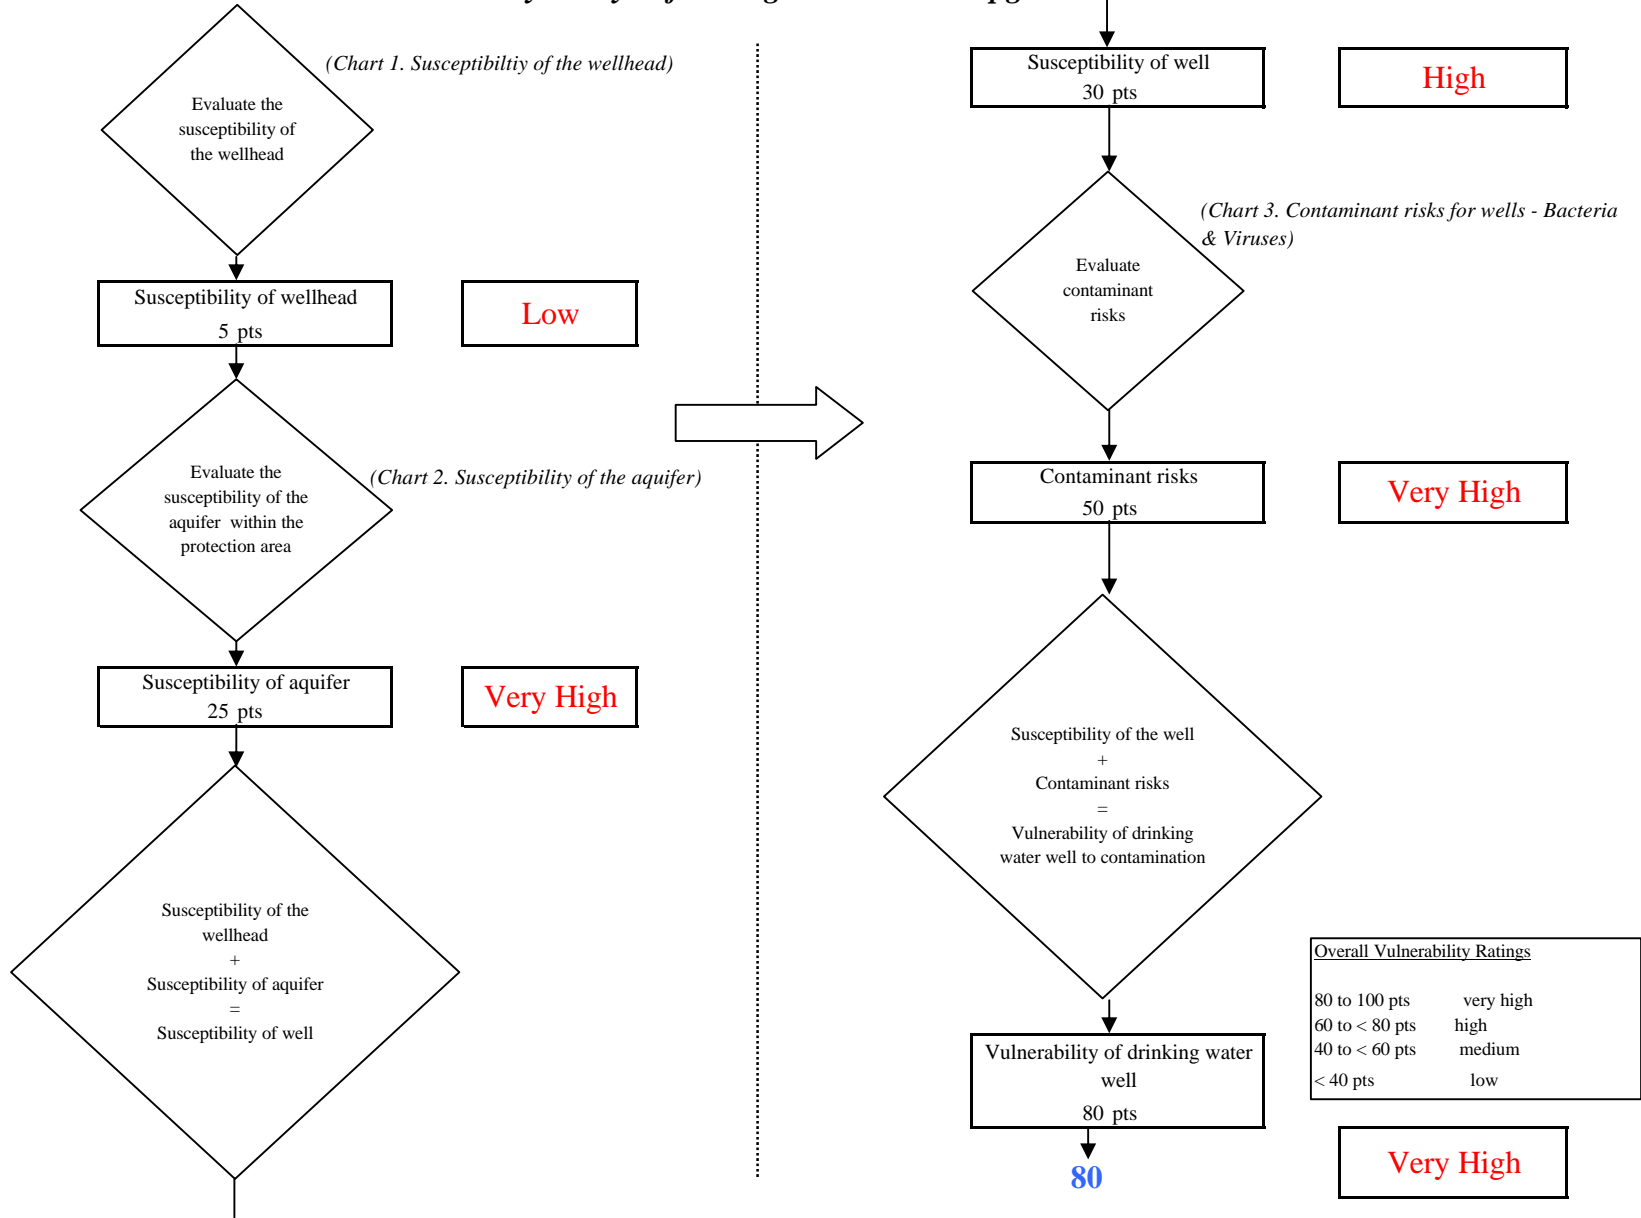 (Chart 1. Susceptibiltiy of the wellhead)
Evaluate the
susceptibility of
the wellhead
Susceptibility of wellhead
5 pts
Low
Evaluate the
susceptibility of the
aquifer within the
protection area
(Chart 2. Susceptibility of the aquifer)
Susceptibility of aquifer
25 pts
Very High
Susceptibility of the
wellhead
+
Susceptibility of aquifer
=
Susceptibility of well
Susceptibility of well
30 pts
High
(Chart 3. Contaminant risks for wells - Bacteria
& Viruses)
Evaluate
contaminant
risks
Contaminant risks
50 pts
Very High
Susceptibility of the well
+
Contaminant risks
=
Vulnerability of drinking
water well to contamination
Overall Vulnerability Ratings
80 to 100 pts very high
60 to < 80 pts high
40 to < 60 pts medium
< 40 pts low
Vulnerability of drinking water
well
80 pts
80
Very High